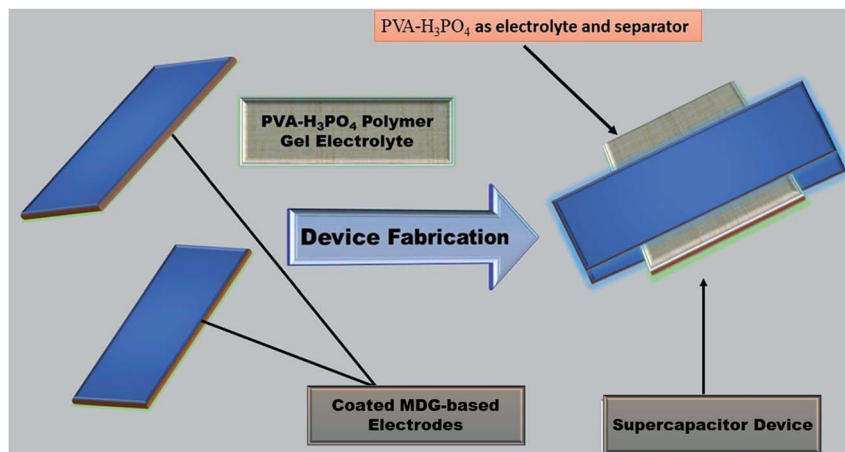 PVA-H₃PO₄ as electrolyte and separator
PVA-H₃PO₄ Polymer
Gel Electrolyte
Device Fabrication
Coated MDG-based
Electrodes
Supercapacitor Device